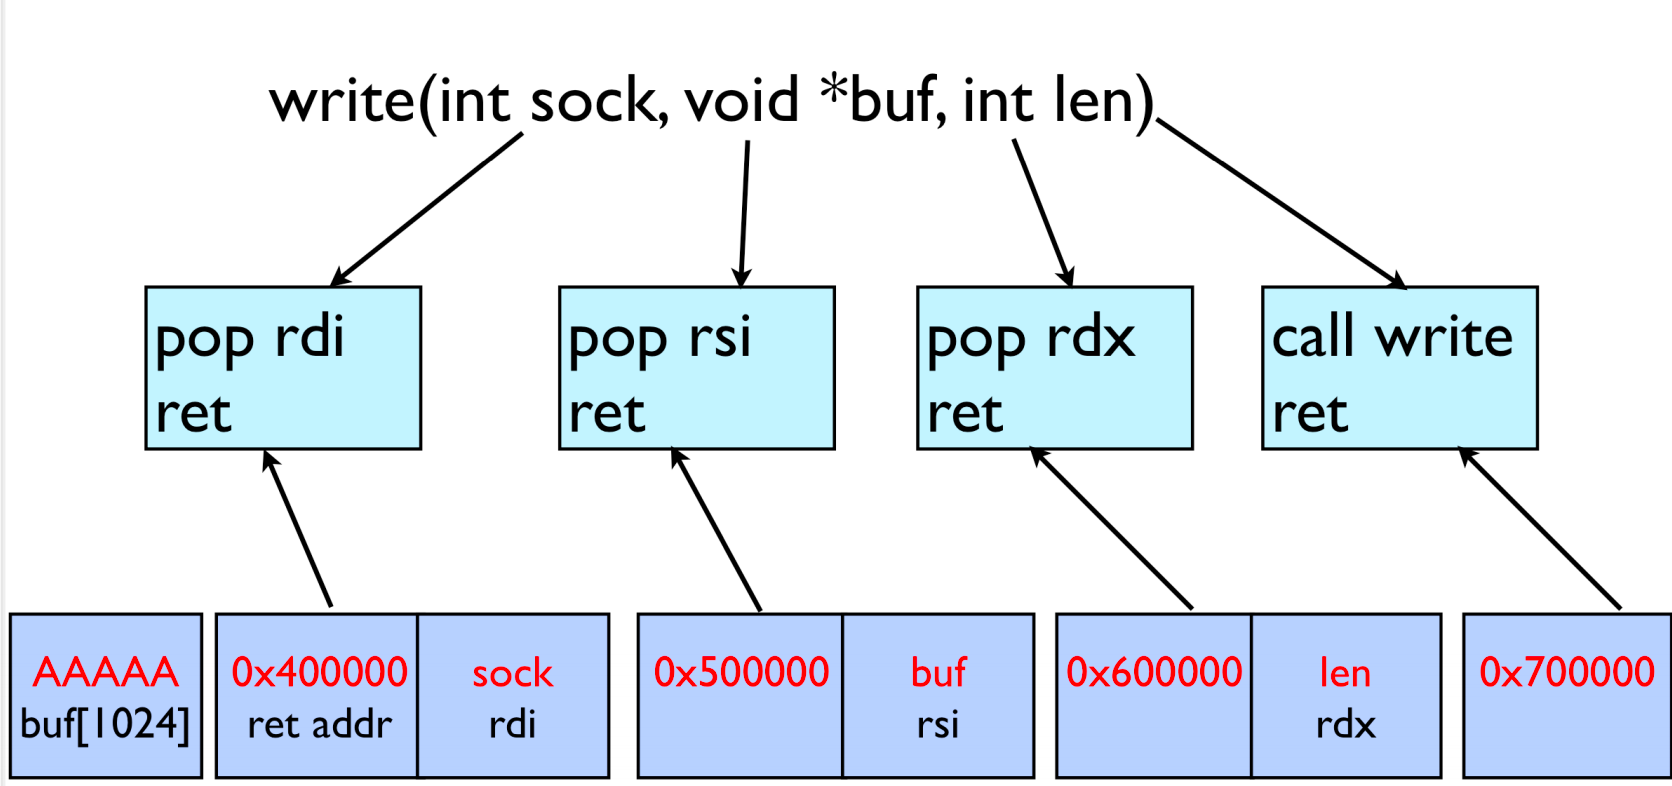 write(int sock, void *buf, int len)
pop rdi
ret
pop rsi
ret
pop rdx
ret
call write
ret
AAAAA
buf[1024]
0x400000
ret addr
sock
rdi
0x500000
buf
rsi
0x600000
len
rdx
0x700000